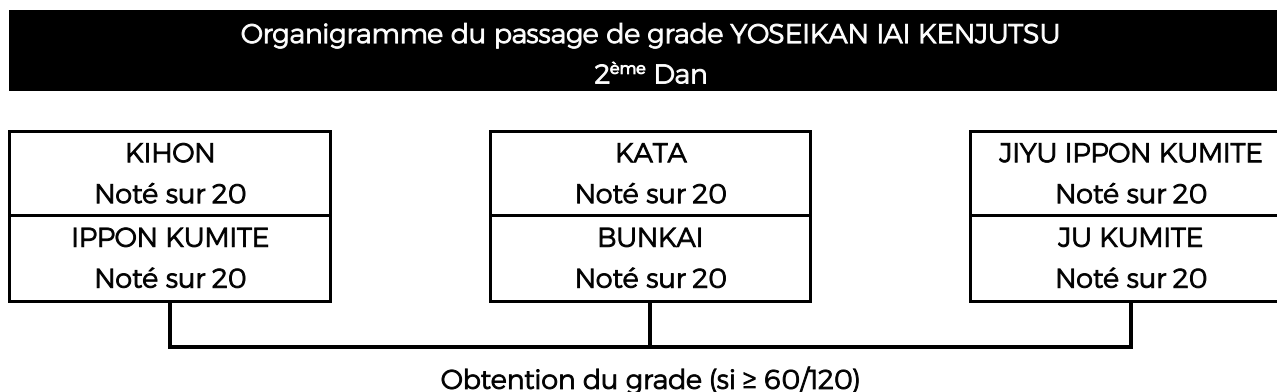 Organigramme du passage de grade YOSEIKAN IAI KENJUTSU
2ème Dan
KIHON
Noté sur 20
IPPON KUMITE
Noté sur 20
KATA
Noté sur 20
BUNKAI
Noté sur 20
JIYU IPPON KUMITE
Noté sur 20
JU KUMITE
Noté sur 20
Obtention du grade (si ≥ 60/120)